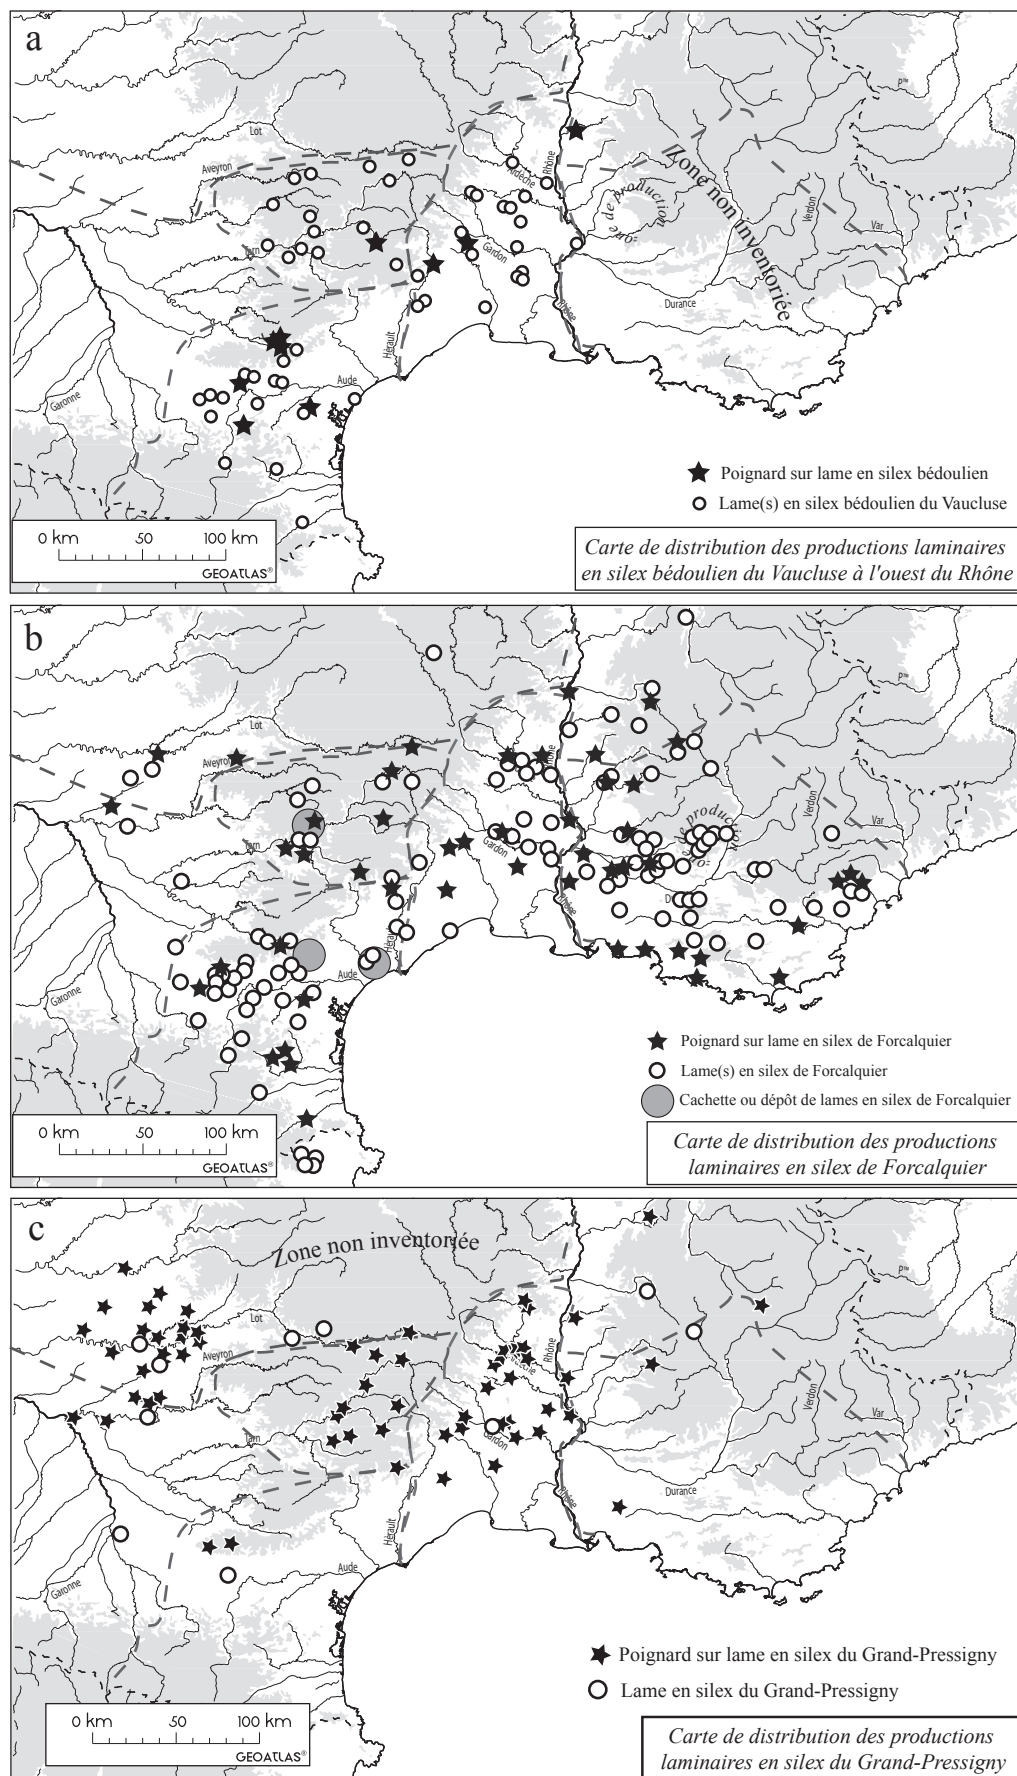 a
Lot
Aveyron
Ardèche
Rhône
Tarn
Gardon
Hérault
Rhône
Aude
Garonne
Durance
Verdon
Var
Zone non inventoriée
de production
Poignard sur lame en silex bédoulien
Lame(s) en silex bédoulien du Vaucluse
0 km 50 100 km
GEOATLAS®
Carte de distribution des productions laminaires
en silex bédoulien du Vaucluse à l'ouest du Rhône
b
Lot
Aveyron
Tarn
Gardon
Hérault
Rhône
Aude
Garonne
Verdon
Var
de production
Poignard sur lame en silex de Forcalquier
Lame(s) en silex de Forcalquier
Cachette ou dépôt de lames en silex de Forcalquier
0 km 50 100 km
GEOATLAS®
Carte de distribution des productions
laminaires en silex de Forcalquier
c
Zone non inventoriée
Lot
Aveyron
Rhône
Tarn
Gardon
Hérault
Rhône
Aude
Garonne
Durance
Verdon
Var
Poignard sur lame en silex du Grand-Pressigny
Lame en silex du Grand-Pressigny
0 km 50 100 km
GEOATLAS®
Carte de distribution des productions
laminaires en silex du Grand-Pressigny